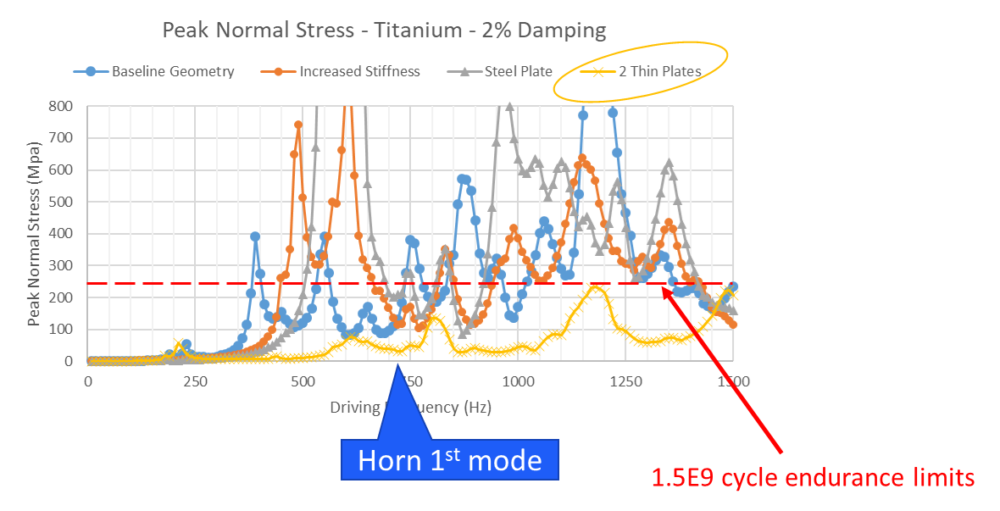 Peak Normal Stress - Titanium - 2% Damping
Baseline Geometry
Increased Stiffness
Steel Plate
2 Thin Plates
Peak Normal Stress (Mpa)
800
700
600
500
400
300
200
100
0
0
250
500
750
1000
1250
1500
Driving Frequency (Hz)
Horn 1st mode
1.5E9 cycle endurance limits